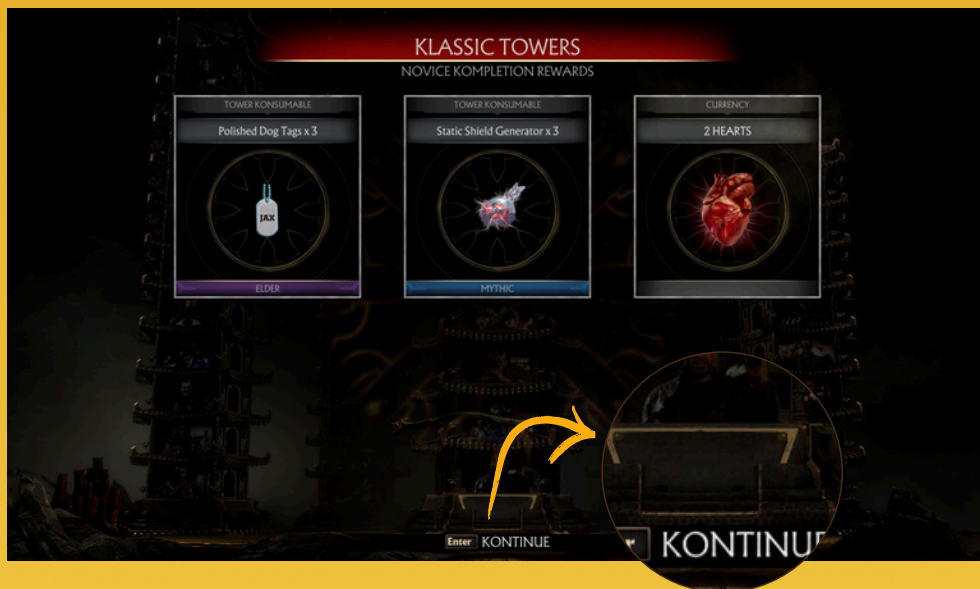 KLASSIC TOWERS
NOVICE KOMPLETION REWARDS
TOWER KONSUMABLE
Polished Dog Tags x 3
JAX
ELDER
TOWER KONSUMABLE
Static Shield Generator x 3
MYTHIC
CURRENCY
2 HEARTS
Enter KONTINUE
KONTINUE